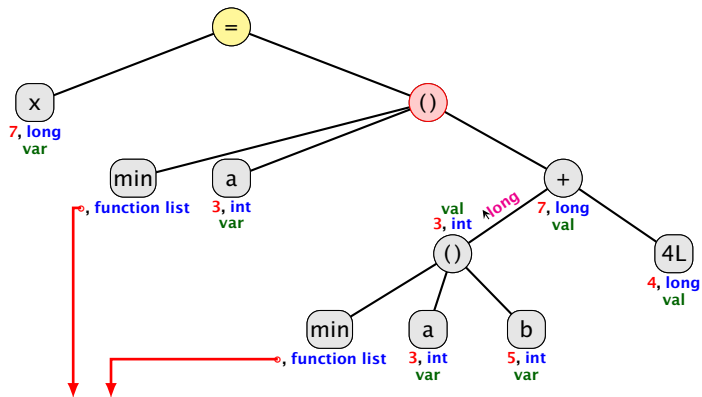 =
x
7, long
var
()
min
, function list
a
3, int
var
+
7, long
val
long
val
3, int
()
4L
4, long
val
min
, function list
a
3, int
var
b
5, int
var